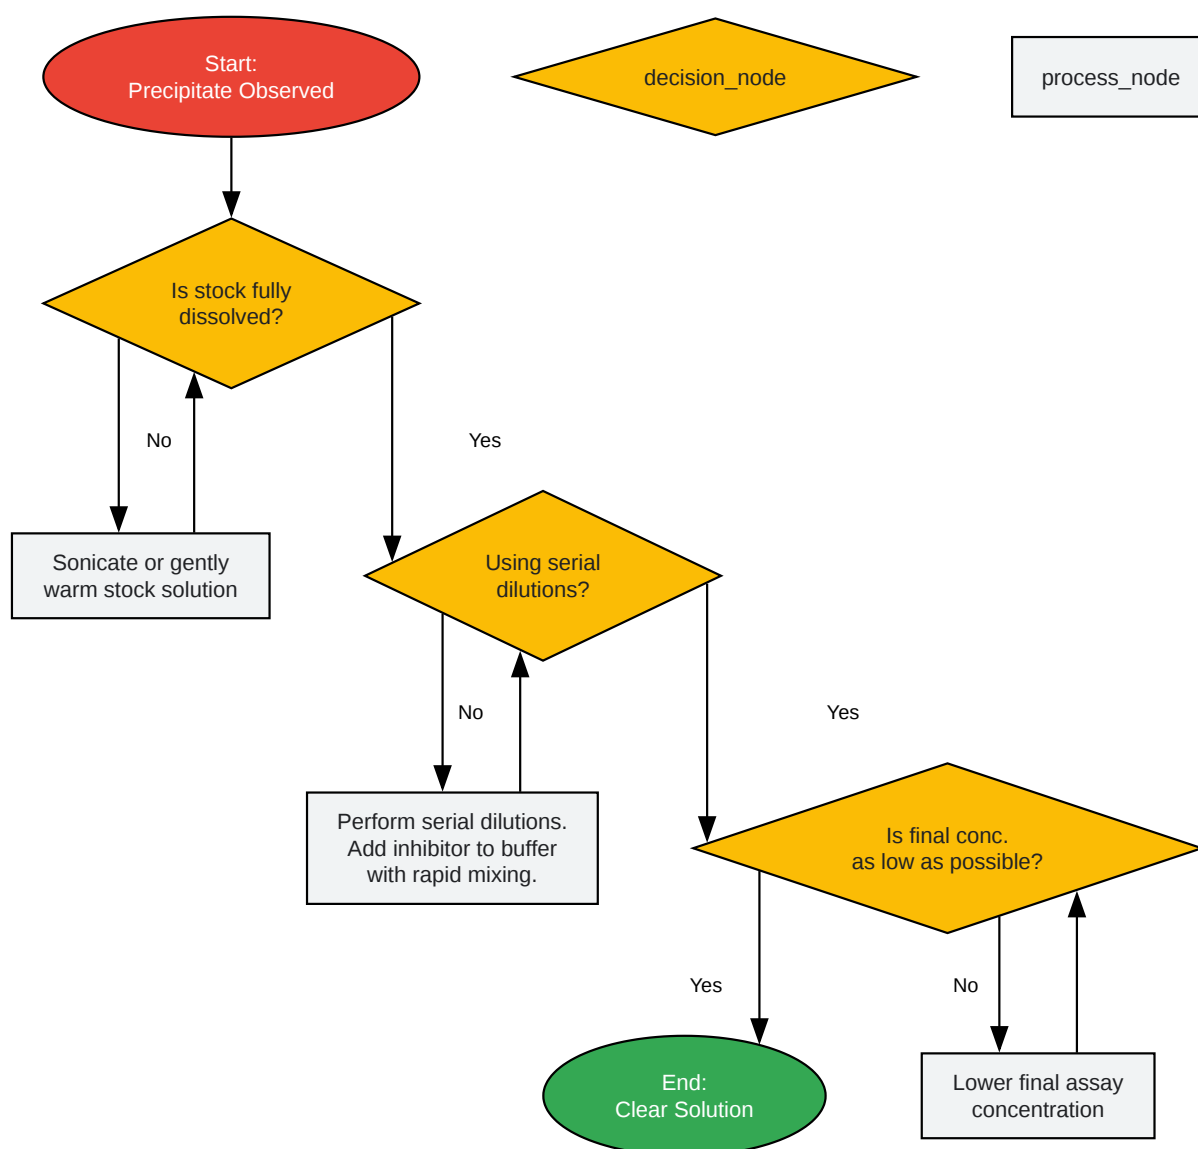 Start:
Precipitate Observed
decision_node
process_node
Is stock fully
dissolved?
No
Yes
Sonicate or gently
warm stock solution
Using serial
dilutions?
No
Yes
Perform serial dilutions.
Add inhibitor to buffer
with rapid mixing.
Is final conc.
as low as possible?
Yes
No
End:
Clear Solution
Lower final assay
concentration